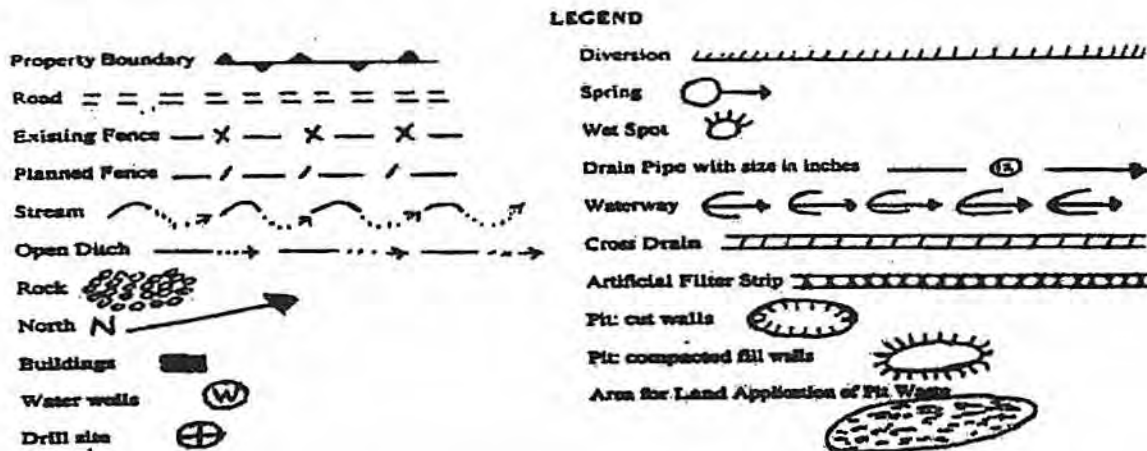 LEGEND
Property Boundary
Road
Existing Fence
Planned Fence
Stream
Open Ditch
Rock
North N
Buildings
Water wells W
Drill site
Diversion
Spring
Wet Spot
Drain Pipe with size in inches 12
Waterway
Cross Drain
Artificial Filter Strip
Pit: cut walls
Pit: compacted fill walls
Area for Land Application of Pit Waste